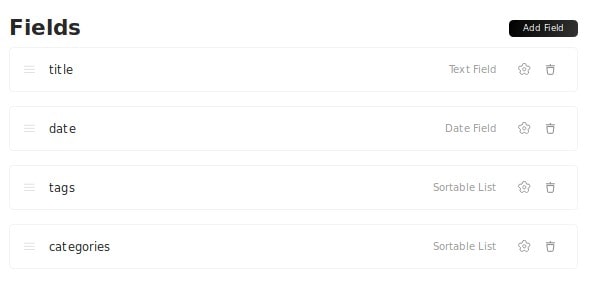 Fields
Add Field
title
Text Field
date
Date Field
tags
Sortable List
categories
Sortable List